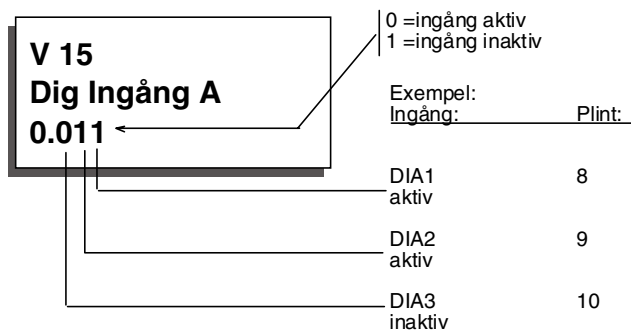 0 =ingång aktiv
1 =ingång inaktiv
V 15
Dig Ingång A
0.011
Exempel:
Ingång: Plint:
DIA1 8
aktiv
DIA2 9
aktiv
DIA3 10
inaktiv